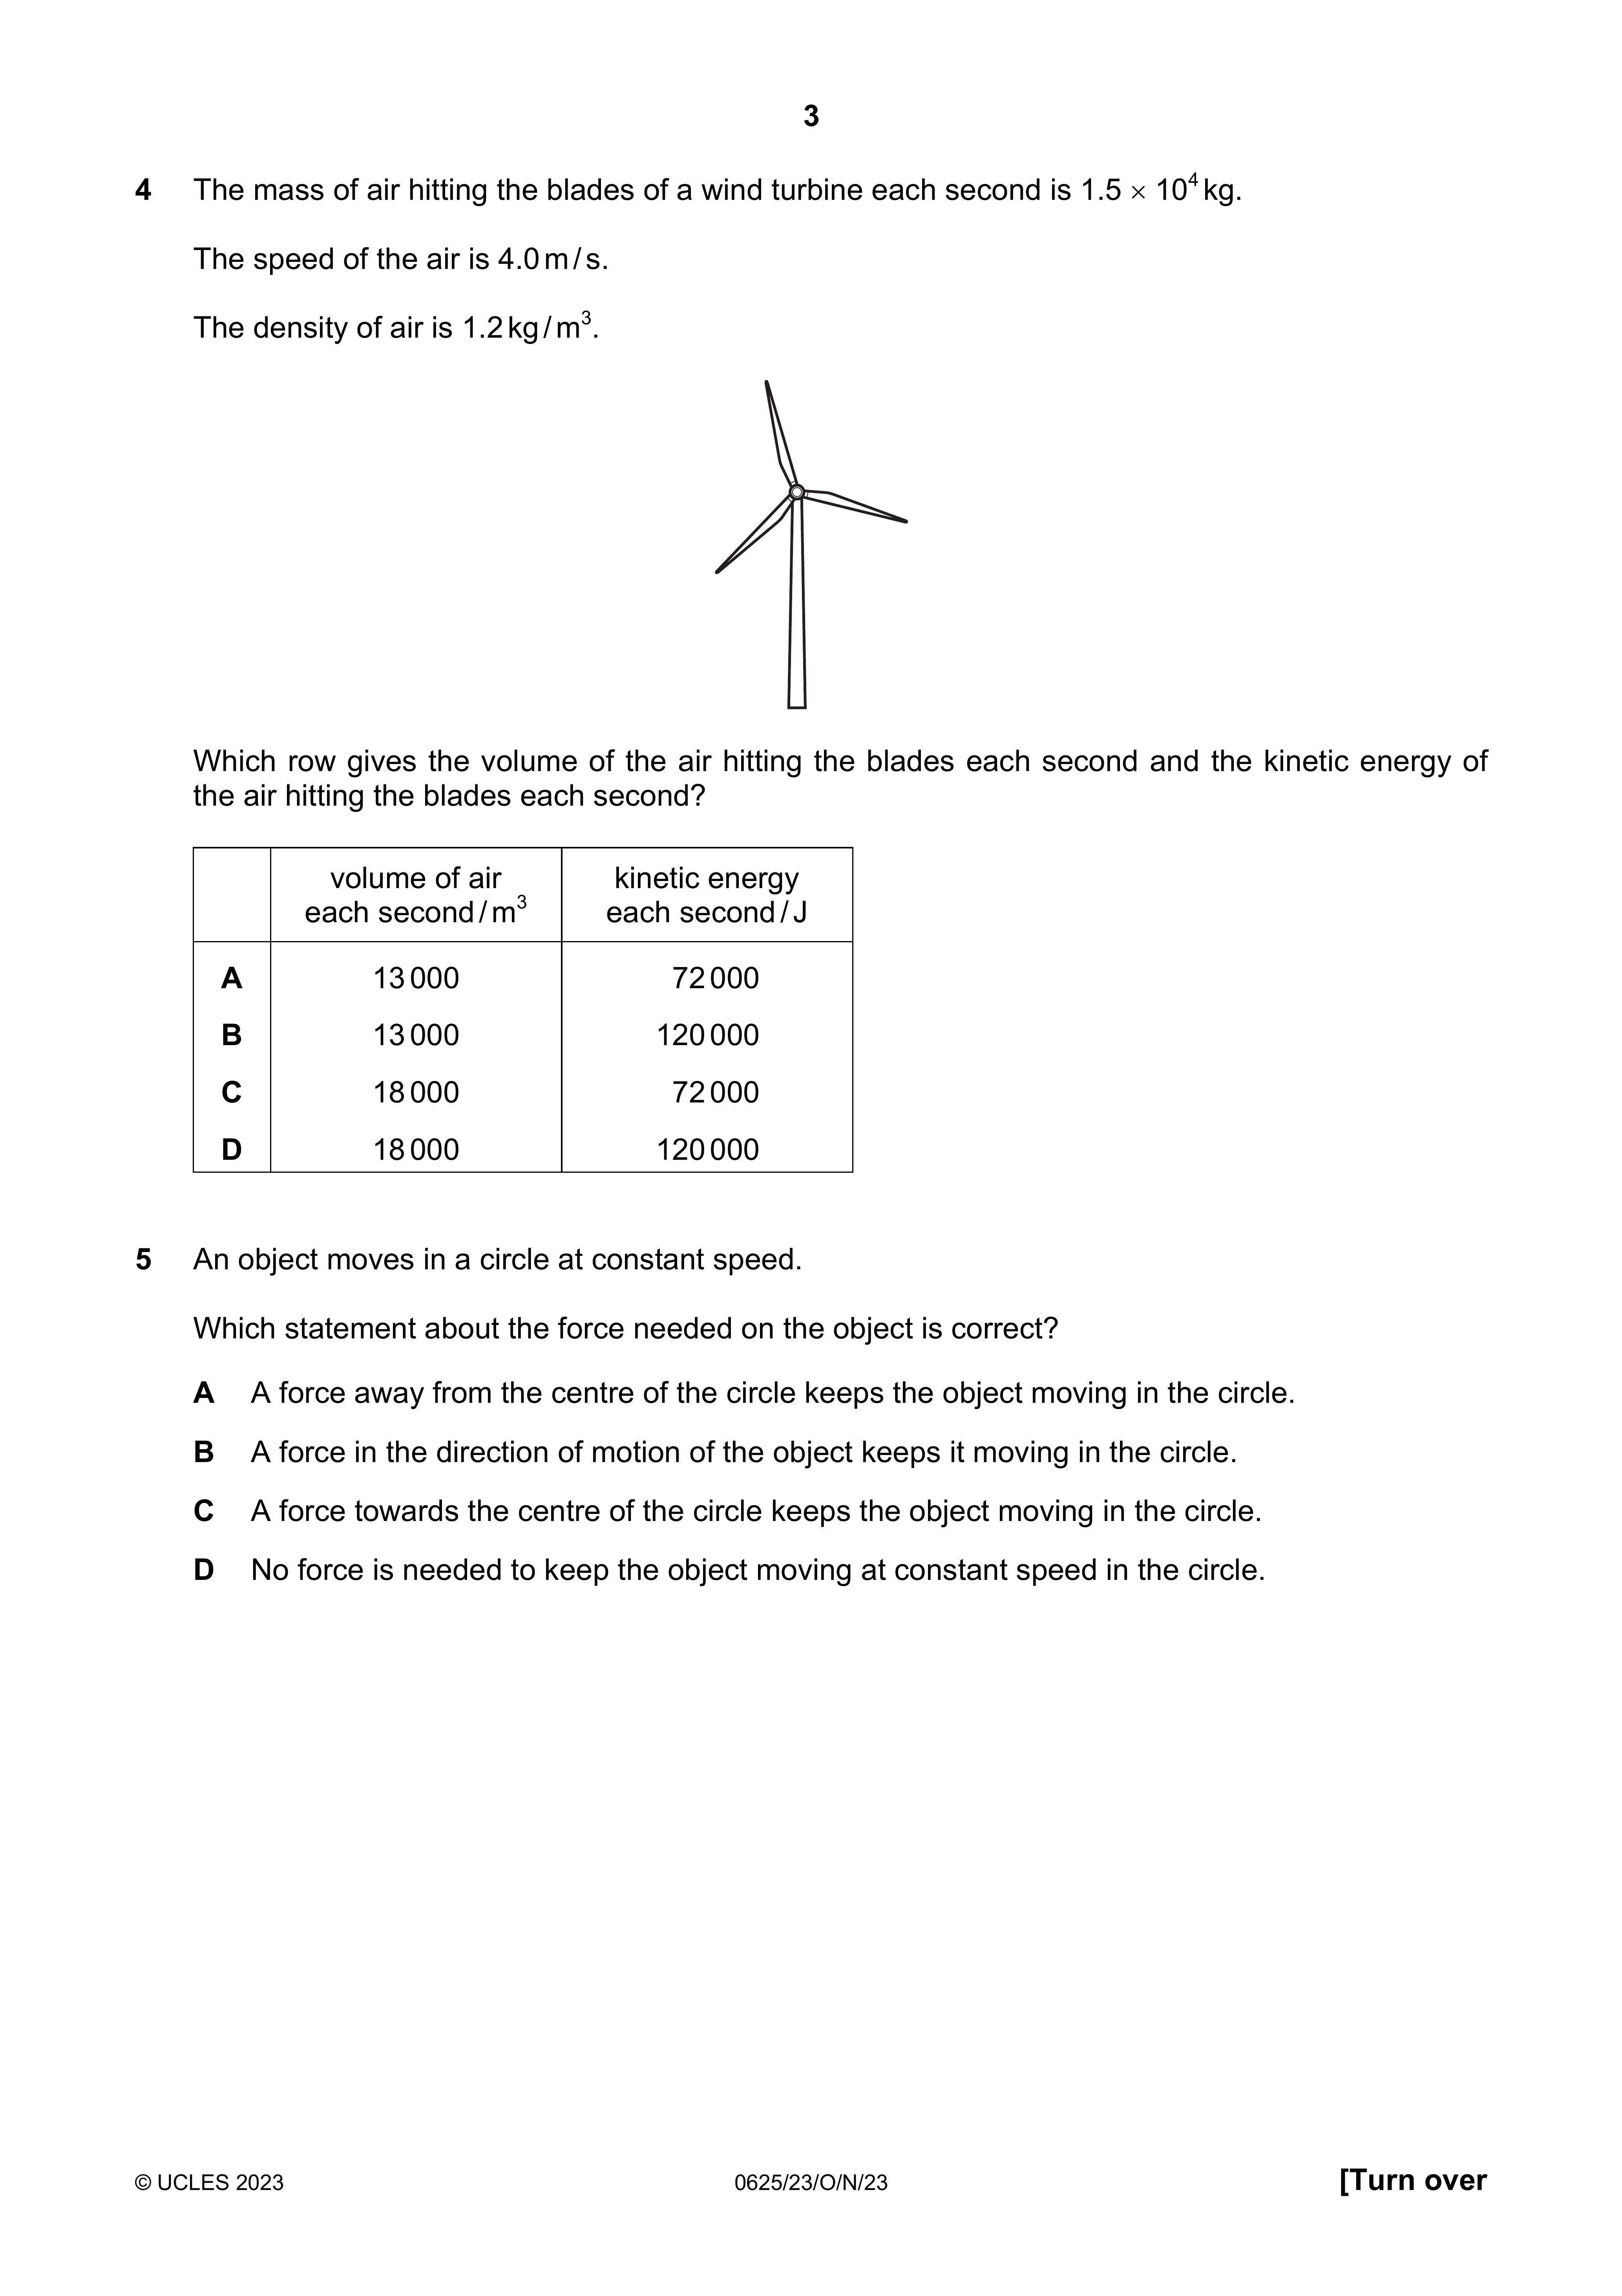 3
4 The mass of air hitting the blades of a wind turbine each second is 1.5 × 10⁴ kg.
The speed of the air is 4.0 m / s.
The density of air is 1.2 kg / m³.
Which row gives the volume of the air hitting the blades each second and the kinetic energy of
the air hitting the blades each second?
volume of air each second / m³ kinetic energy each second / J
A 13 000 72 000
B 13 000 120 000
C 18 000 72 000
D 18 000 120 000
5 An object moves in a circle at constant speed.
Which statement about the force needed on the object is correct?
A A force away from the centre of the circle keeps the object moving in the circle.
B A force in the direction of motion of the object keeps it moving in the circle.
C A force towards the centre of the circle keeps the object moving in the circle.
D No force is needed to keep the object moving at constant speed in the circle.
© UCLES 2023 0625/23/O/N/23 [Turn over